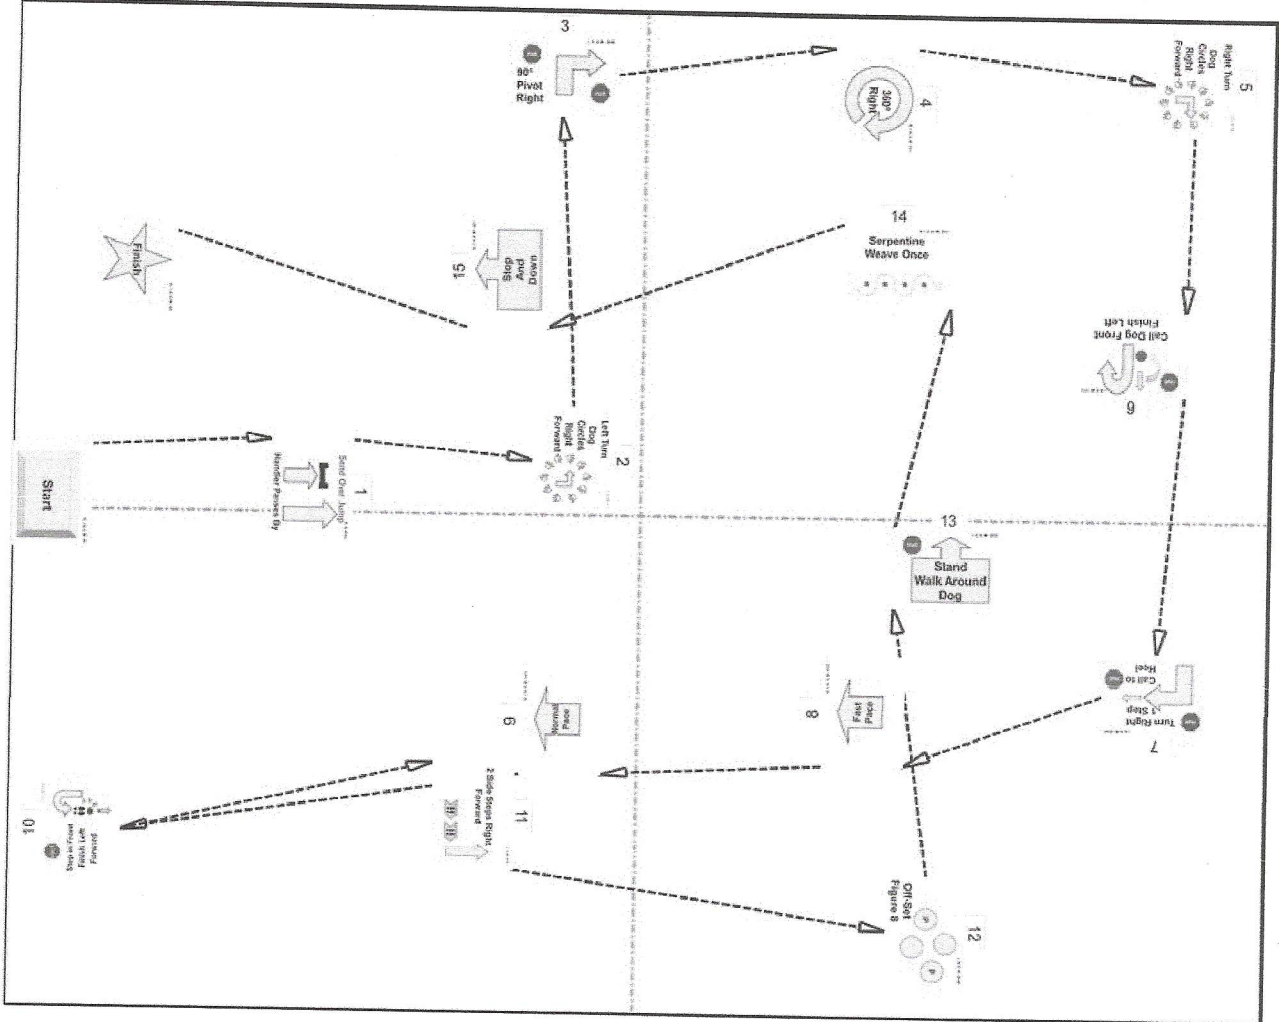 Start
1
Send Over Jump
Handler Passes By
2
Left Turn
Dog
Circles
Right
Forward
3
90°
Pivot
Right
4
360°
Right
5
Right Turn
Dog
Circles
Right
Forward
6
Call Dog Front
Finish Left
7
Turn Right
1 Step
Call to
Heel
8
Fast
Pace
9
Normal
Pace
10
Finish Left
Forward
11
2 Side Steps Right
Forward
12
Off-Set
Figure 8
P
P
13
Stand
Walk Around
Dog
14
Serpentine
Weave Once
15
Stop
And
Down
Finish